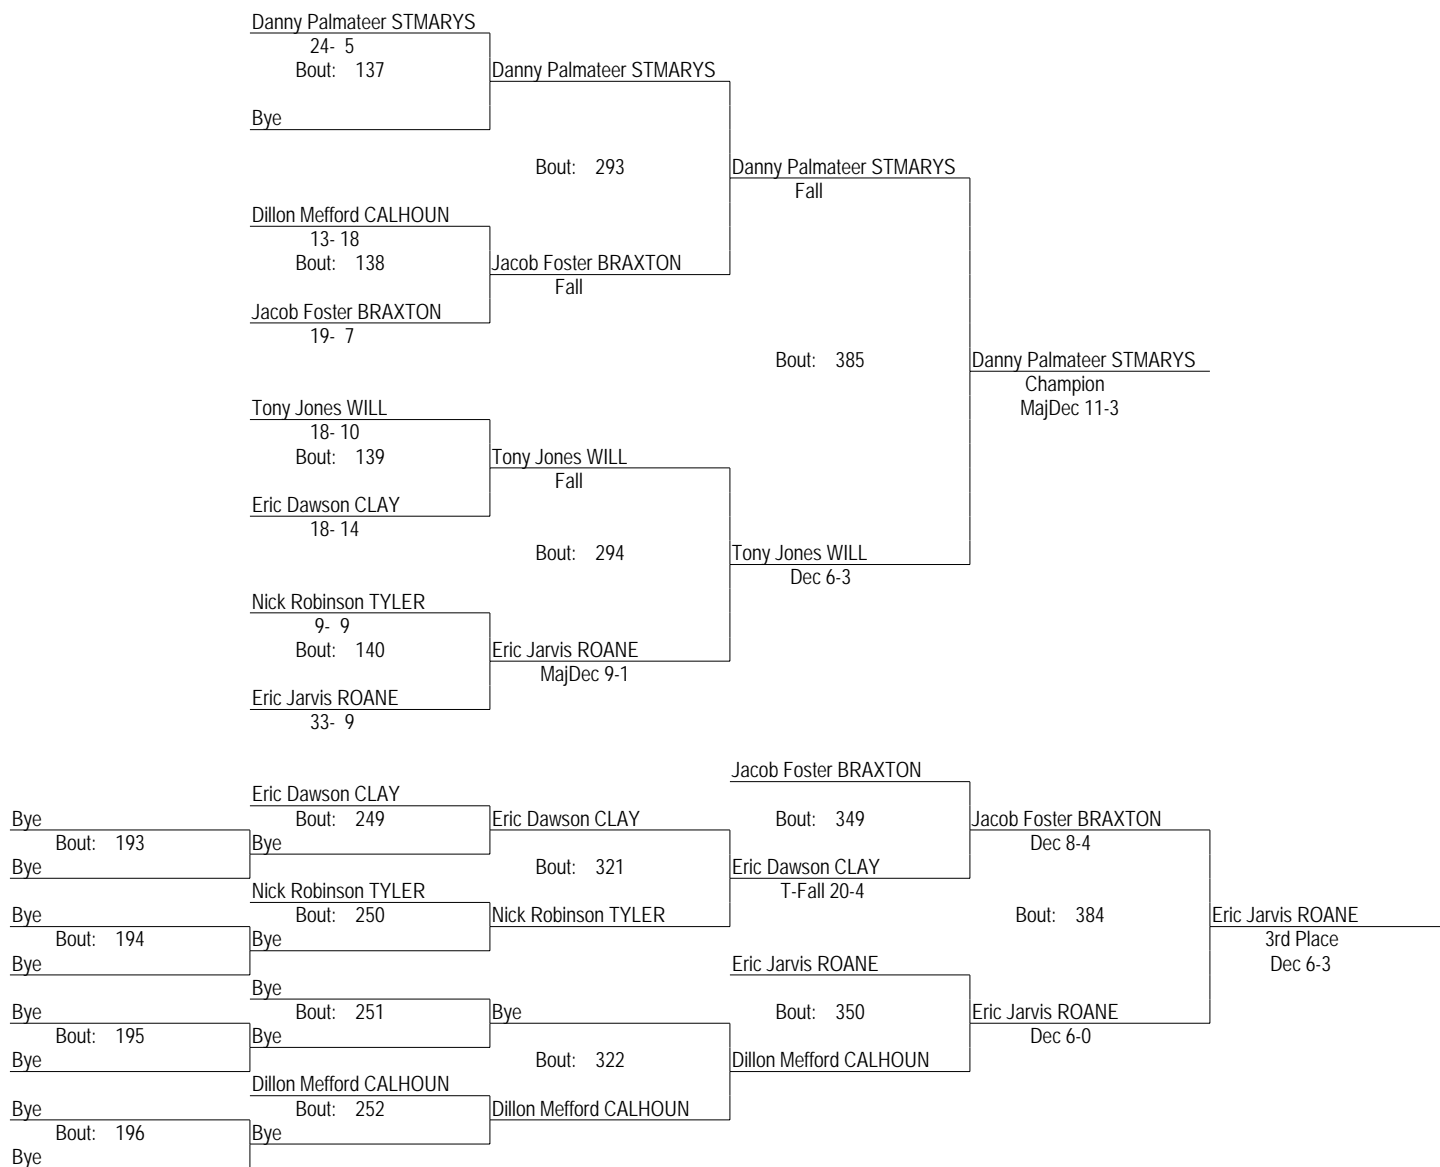 Danny Palmateer STMARYS
24- 5
Bout: 137
Danny Palmateer STMARYS
Bye
Bout: 293
Danny Palmateer STMARYS
Fall
Dillon Mefford CALHOUN
13- 18
Bout: 138
Jacob Foster BRAXTON
Fall
Jacob Foster BRAXTON
19- 7
Bout: 385
Danny Palmateer STMARYS
Champion
MajDec 11-3
Tony Jones WILL
18- 10
Bout: 139
Tony Jones WILL
Fall
Eric Dawson CLAY
18- 14
Bout: 294
Tony Jones WILL
Dec 6-3
Nick Robinson TYLER
9- 9
Bout: 140
Eric Jarvis ROANE
MajDec 9-1
Eric Jarvis ROANE
33- 9
Jacob Foster BRAXTON
Eric Dawson CLAY
Bye
Bout: 249
Eric Dawson CLAY
Bout: 349
Jacob Foster BRAXTON
Bout: 193
Bye
Dec 8-4
Bye
Bout: 321
Eric Dawson CLAY
Nick Robinson TYLER
T-Fall 20-4
Bye
Bout: 250
Nick Robinson TYLER
Bout: 384
Eric Jarvis ROANE
Bout: 194
Bye
3rd Place
Bye
Eric Jarvis ROANE
Dec 6-3
Bye
Bye
Bout: 251
Bye
Bout: 350
Eric Jarvis ROANE
Bout: 195
Bye
Dec 6-0
Bye
Bout: 322
Dillon Mefford CALHOUN
Dillon Mefford CALHOUN
Bye
Bout: 252
Dillon Mefford CALHOUN
Bout: 196
Bye
Bye